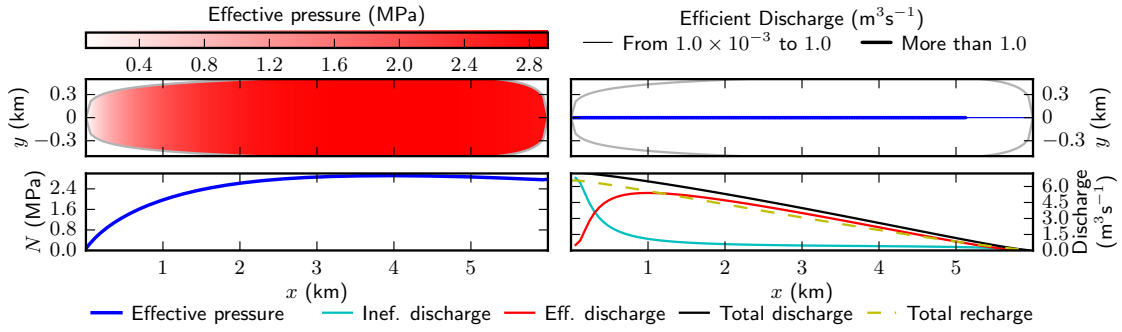 Effective pressure (MPa)
0.4 0.8 1.2 1.6 2.0 2.4 2.8
Efficient Discharge (m³s⁻¹)
From 1.0 × 10⁻³ to 1.0 More than 1.0
y (km)
0.3
0
−0.3
0.3
0
−0.3
y (km)
N (MPa)
2.4
1.6
0.8
0.0
1 2 3 4 5
x (km)
6.0
4.5
3.0
1.5
0.0
Discharge
(m³s⁻¹)
1 2 3 4 5
x (km)
Effective pressure Inef. discharge Eff. discharge Total discharge Total recharge